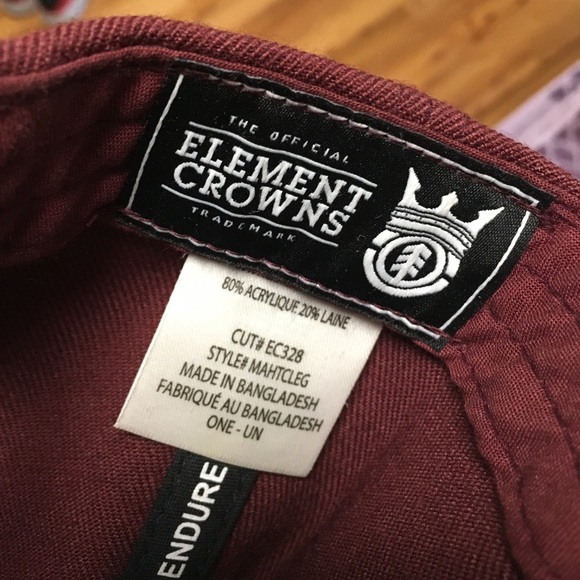 THE OFFICIAL
ELEMENT
CROWNS
TRADEMARK
80% ACRYLIQUE 20% LAINE
CUT# EC328
STYLE# MAHTCLEG
MADE IN BANGLADESH
FABRIQUÉ AU BANGLADESH
ONE - UN
ENDURE